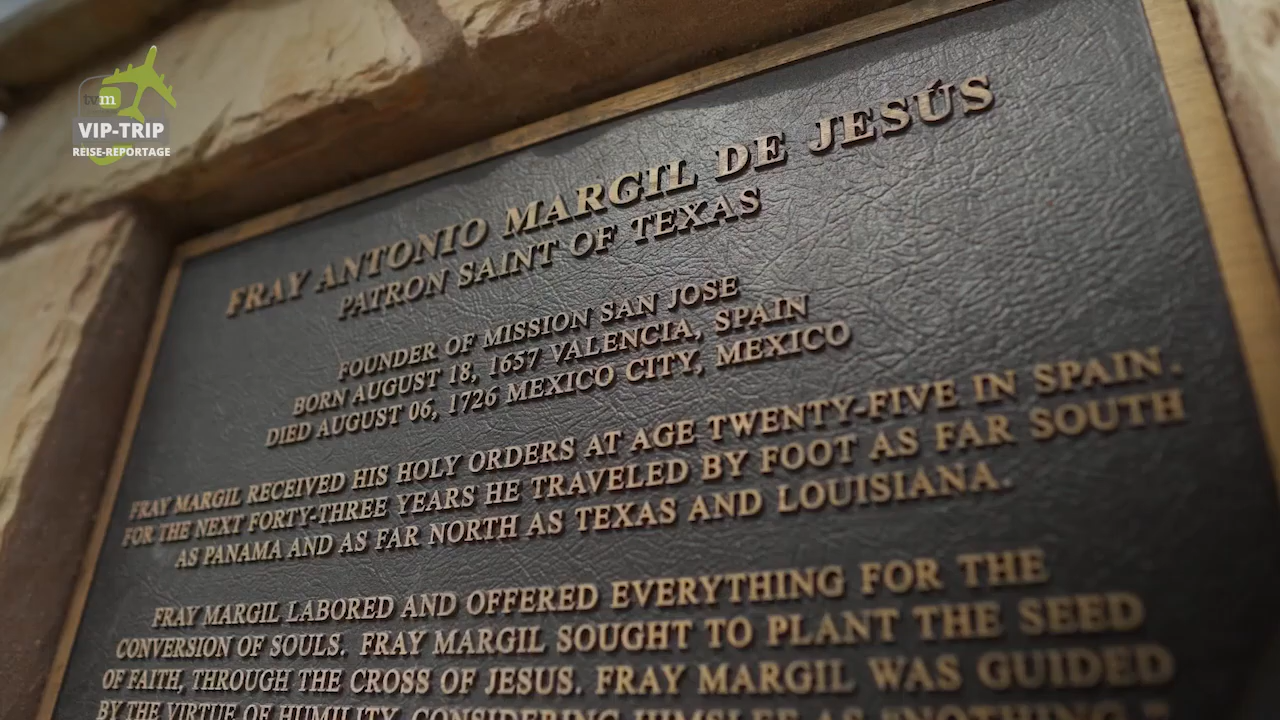 tvm
VIP-TRIP
REISE-REPORTAGE
FRAY ANTONIO MARGIL DE JESÚS
PATRON SAINT OF TEXAS
FOUNDER OF MISSION SAN JOSE
BORN AUGUST 18, 1657 VALENCIA, SPAIN
DIED AUGUST 06, 1726 MEXICO CITY, MEXICO
FRAY MARGIL RECEIVED HIS HOLY ORDERS AT AGE TWENTY-FIVE IN SPAIN.
FOR THE NEXT FORTY-THREE YEARS HE TRAVELED BY FOOT AS FAR SOUTH
AS PANAMA AND AS FAR NORTH AS TEXAS AND LOUISIANA.
FRAY MARGIL LABORED AND OFFERED EVERYTHING FOR THE
CONVERSION OF SOULS. FRAY MARGIL SOUGHT TO PLANT THE SEED
OF FAITH, THROUGH THE CROSS OF JESUS. FRAY MARGIL WAS GUIDED
BY THE VIRTUE OF HUMILITY, CONSIDERING HIMSLEF AS "NOTHING."